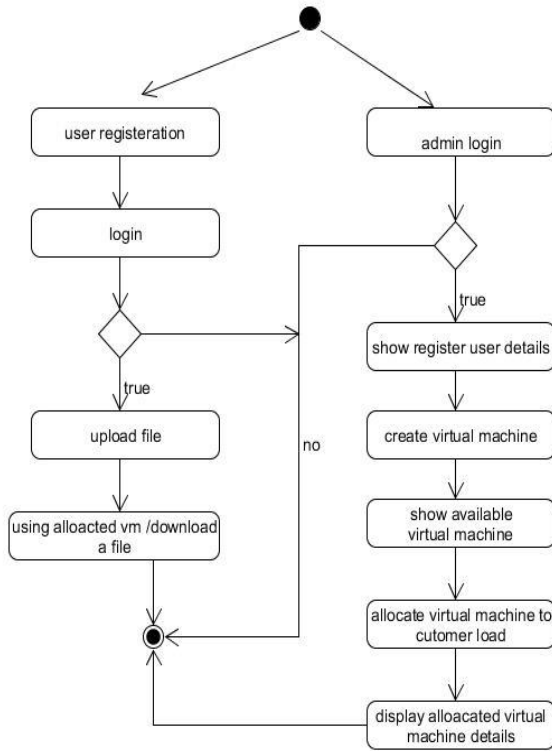 user registeration
admin login
login
true
true
show register user details
upload file
create virtual machine
no
using alloacted vm /download
a file
show available
virtual machine
allocate virtual machine to
cutomer load
display alloacated virtual
machine details